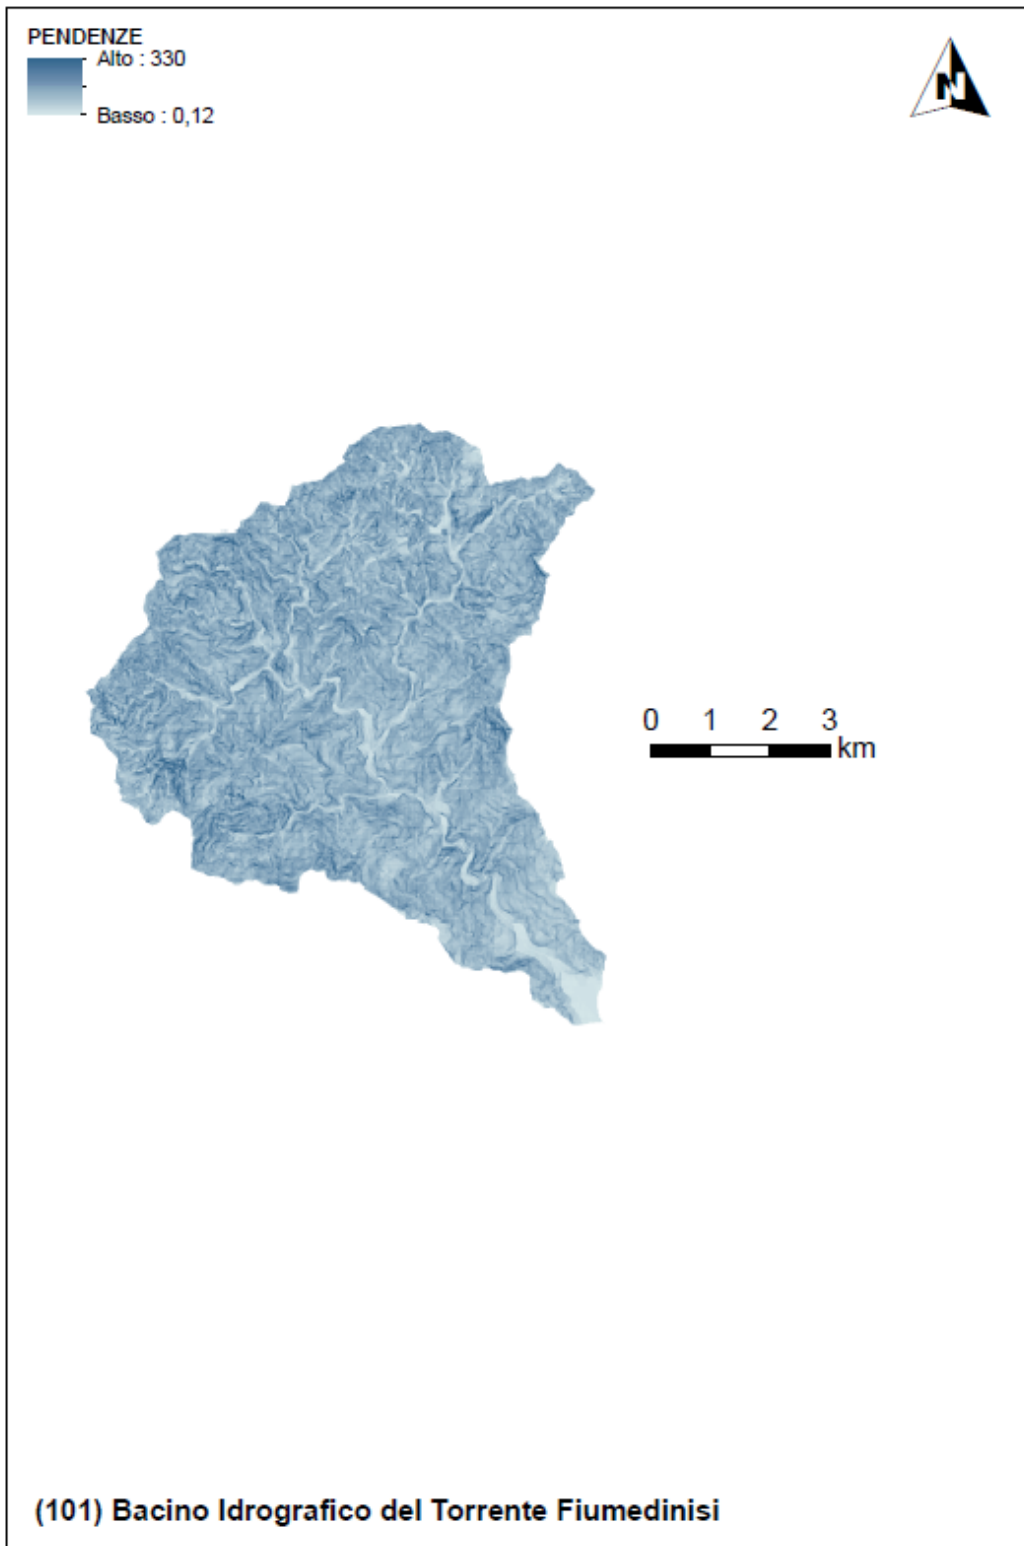 PENDENZE
Alto : 330
Basso : 0,12
N
0 1 2 3
km
(101) Bacino Idrografico del Torrente Fiumedinisi